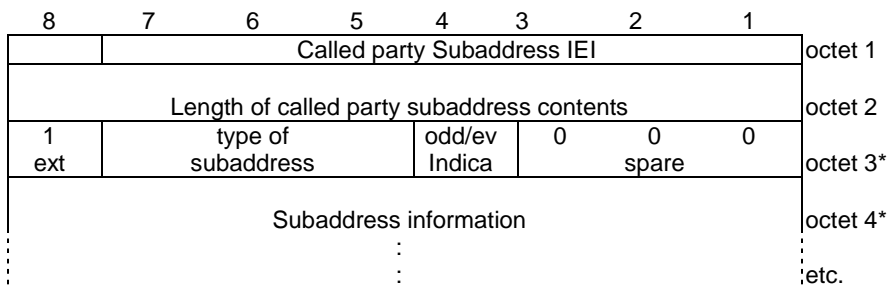 8 7 6 5 4 3 2 1
Called party Subaddress IEI octet 1
Length of called party subaddress contents octet 2
1 type of odd/ev 0 0 0
ext subaddress Indica spare octet 3*
Subaddress information octet 4*
:
: etc.